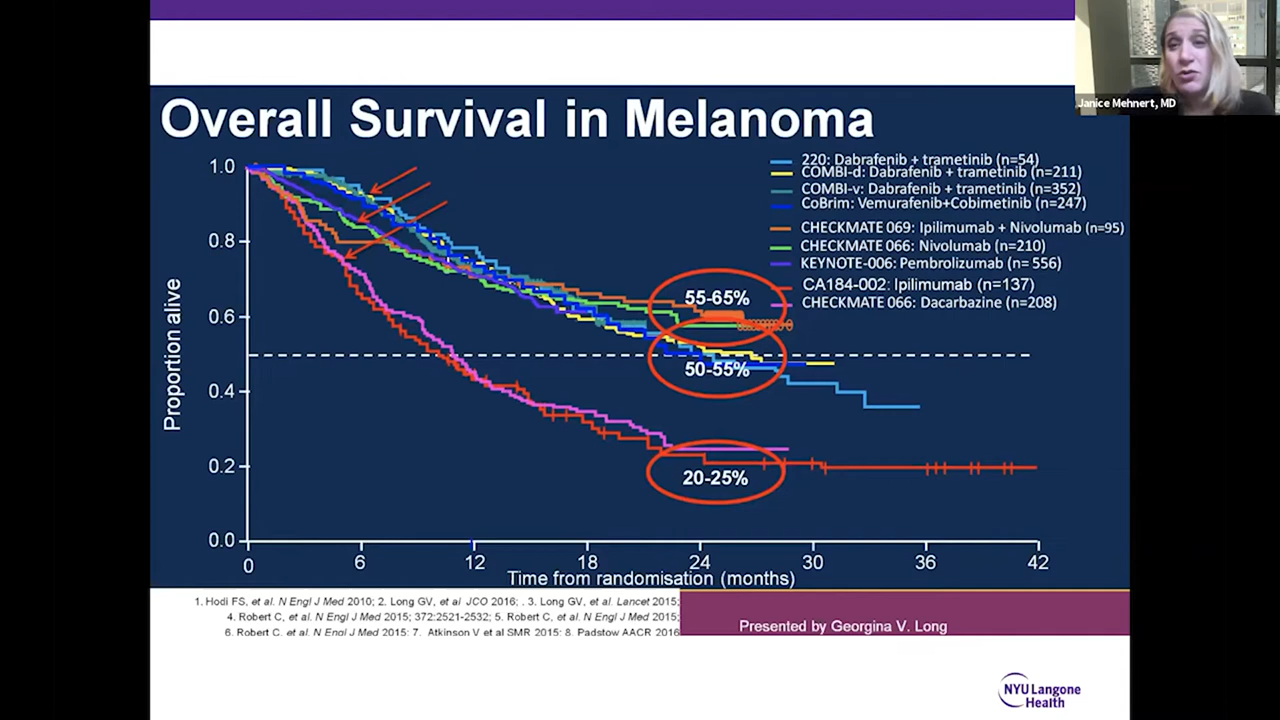 Janice Mehnert, MD
Overall Survival in Melanoma
1.0
0.8
0.6
0.4
0.2
0.0
Proportion alive
220: Dabrafenib + trametinib (n=54)
COMBI-d: Dabrafenib + trametinib (n=211)
COMBI-v: Dabrafenib + trametinib (n=352)
CoBrim: Vemurafenib+Cobimetinib (n=247)
CHECKMATE 069: Ipilimumab + Nivolumab (n=95)
CHECKMATE 066: Nivolumab (n=210)
KEYNOTE-006: Pembrolizumab (n= 556)
CA184-002: Ipilimumab (n=137)
CHECKMATE 066: Dacarbazine (n=208)
55-65%
50-55%
20-25%
0 6 12 18 24 30 36 42
Time from randomisation (months)
1. Hodi FS, et al. N Engl J Med 2010; 2. Long GV, et al JCO 2016; . 3. Long GV, et al. Lancet 2015;
4. Robert C, et al. N Engl J Med 2015; 372:2521-2532; 5. Robert C, et al. N Engl J Med 2015;
6. Robert C, et al. N Engl J Med 2015: 7. Atkinson V et al SMR 2015: 8. Padstow AACR 2016
Presented by Georgina V. Long
NYU Langone
Health